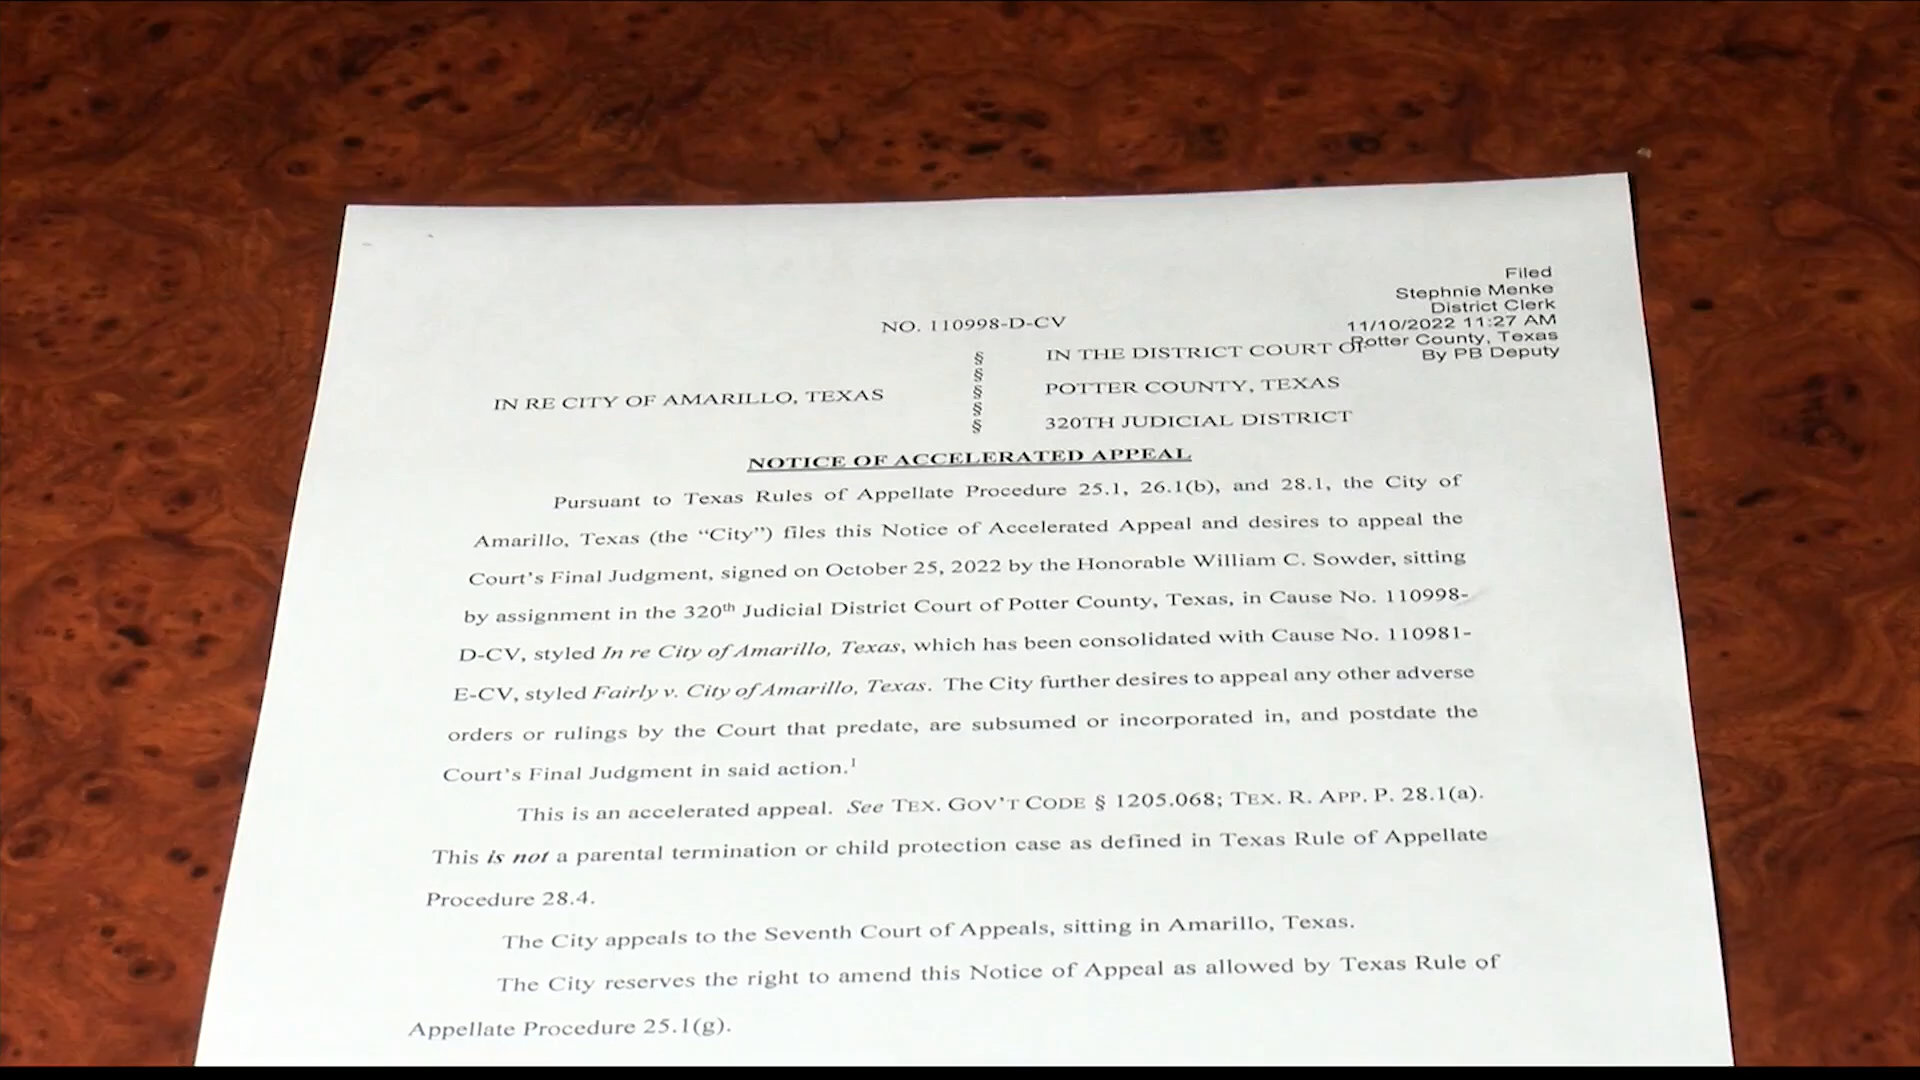 Filed
Stephnie Menke
District Clerk
11/10/2022 11:27 AM
Potter County, Texas
By PB Deputy
NO. 110998-D-CV
IN RE CITY OF AMARILLO, TEXAS
§
§
§
§
§
IN THE DISTRICT COURT OF
POTTER COUNTY, TEXAS
320TH JUDICIAL DISTRICT
NOTICE OF ACCELERATED APPEAL
Pursuant to Texas Rules of Appellate Procedure 25.1, 26.1(b), and 28.1, the City of
Amarillo, Texas (the “City”) files this Notice of Accelerated Appeal and desires to appeal the
Court’s Final Judgment, signed on October 25, 2022 by the Honorable William C. Sowder, sitting
by assignment in the 320th Judicial District Court of Potter County, Texas, in Cause No. 110998-
D-CV, styled In re City of Amarillo, Texas, which has been consolidated with Cause No. 110981-
E-CV, styled Fairly v. City of Amarillo, Texas. The City further desires to appeal any other adverse
orders or rulings by the Court that predate, are subsumed or incorporated in, and postdate the
Court’s Final Judgment in said action.1
This is an accelerated appeal. See TEX. GOV’T CODE § 1205.068; TEX. R. APP. P. 28.1(a).
This is not a parental termination or child protection case as defined in Texas Rule of Appellate
Procedure 28.4.
The City appeals to the Seventh Court of Appeals, sitting in Amarillo, Texas.
The City reserves the right to amend this Notice of Appeal as allowed by Texas Rule of
Appellate Procedure 25.1(g).